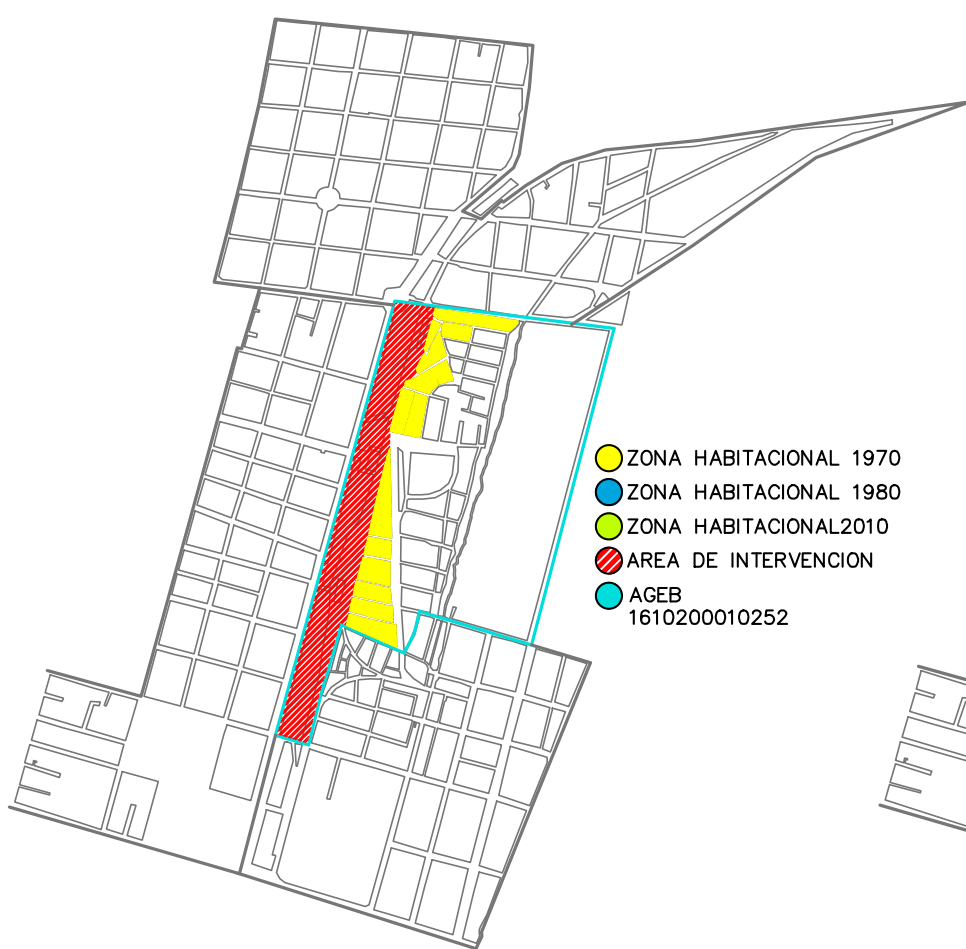 ZONA HABITACIONAL 1970
ZONA HABITACIONAL 1980
ZONA HABITACIONAL2010
AREA DE INTERVENCION
AGEB
1610200010252